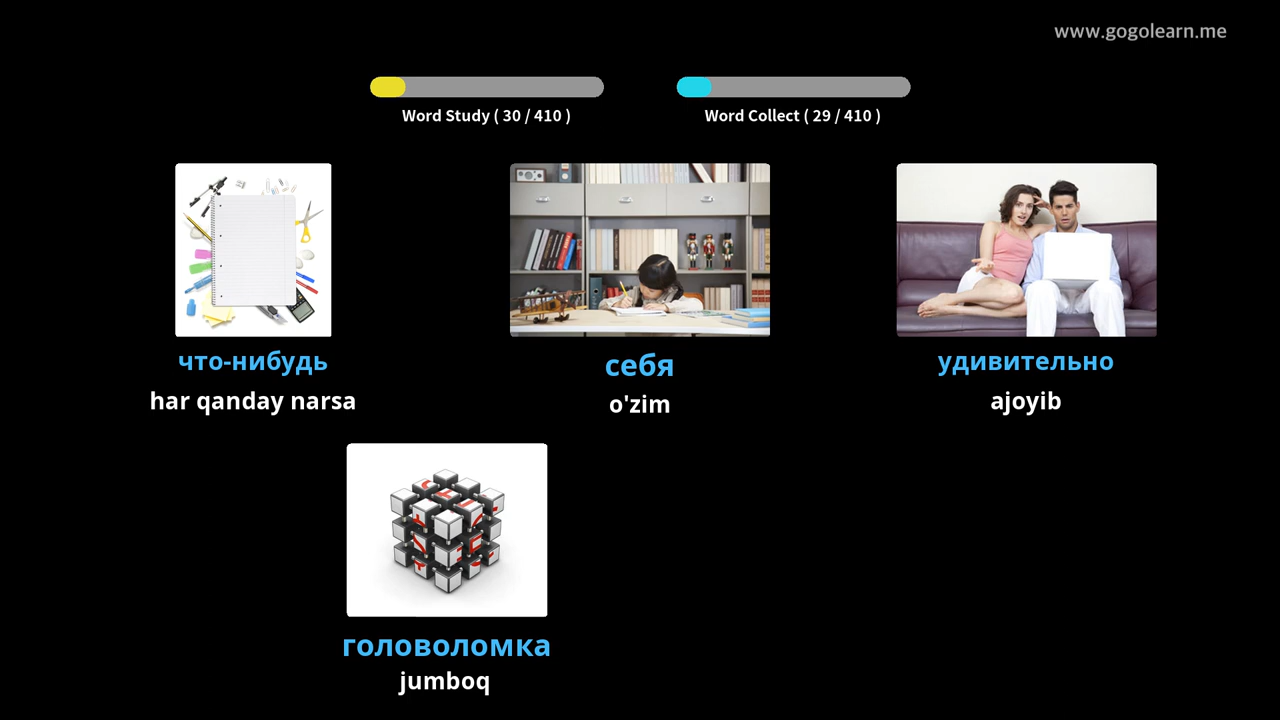 www.gogolearn.me
Word Study ( 30 / 410 )
Word Collect ( 29 / 410 )
что-нибудь
har qanday narsa
себя
o'zim
удивительно
ajoyib
головоломка
jumboq